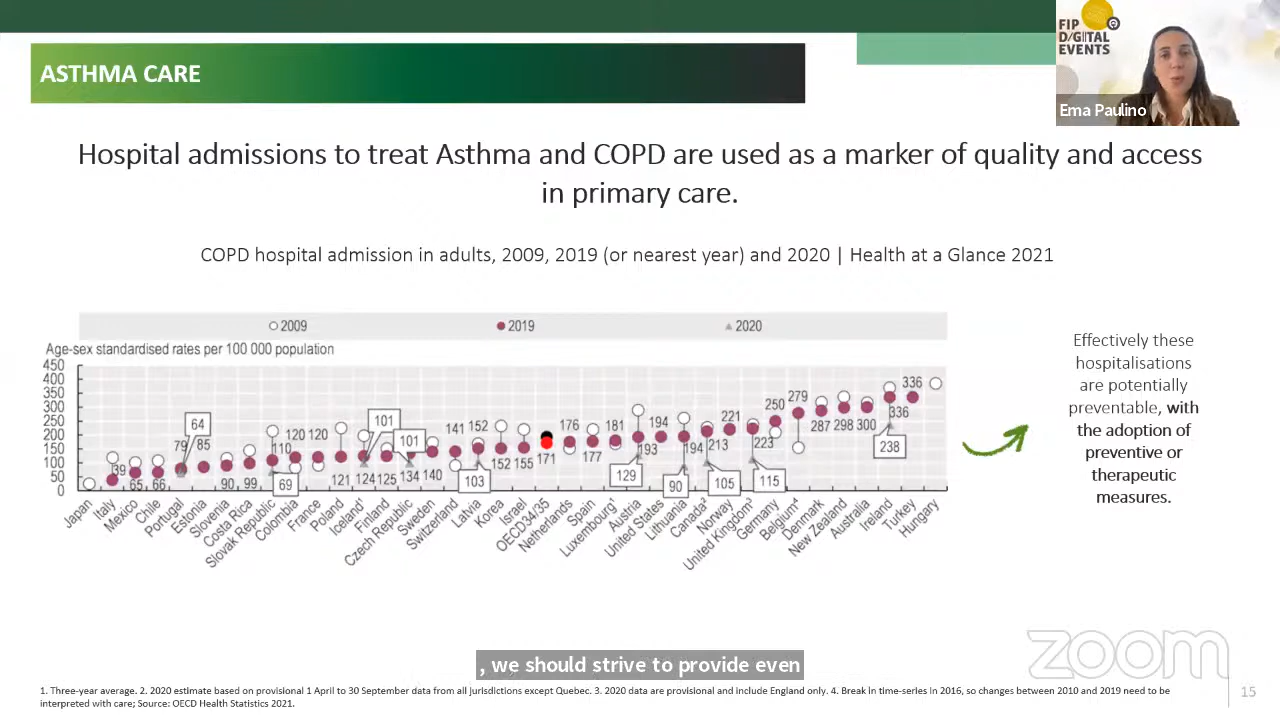 ASTHMA CARE
FIP
D/GITAL
EVENTS
Ema Paulino
Hospital admissions to treat Asthma and COPD are used as a marker of quality and access
in primary care.
COPD hospital admission in adults, 2009, 2019 (or nearest year) and 2020 | Health at a Glance 2021
2009 2019 2020
Age-sex standardised rates per 100 000 population
450
400
350
300
250
200
150
100
50
0
39 65 66 79 64 85 90 99 110 69 120 120 121 124 101 125 134 101 140 141 152 103 152 155 171 176 177 181 193 129 194 194 90 213 105 221 223 115 250 279 287 298 300 336 238 336
Japan
Italy
Mexico
Chile
Portugal
Estonia
Slovenia
Costa Rica
Slovak Republic
Colombia
France
Poland
Iceland¹
Finland
Czech Republic
Sweden
Switzerland
Latvia
Korea
Israel
OECD34/35
Netherlands
Spain
Luxembourg¹
Austria
United States
Lithuania
Canada²
Norway
United Kingdom³
Germany
Belgium⁴
Denmark
New Zealand
Australia
Ireland
Turkey
Hungary
Effectively these
hospitalisations
are potentially
preventable, with
the adoption of
preventive or
therapeutic
measures.
zoom
, we should strive to provide even
1. Three-year average. 2. 2020 estimate based on provisional 1 April to 30 September data from all jurisdictions except Quebec. 3. 2020 data are provisional and include England only. 4. Break in time-series in 2016, so changes between 2010 and 2019 need to be
interpreted with care; Source: OECD Health Statistics 2021.
15